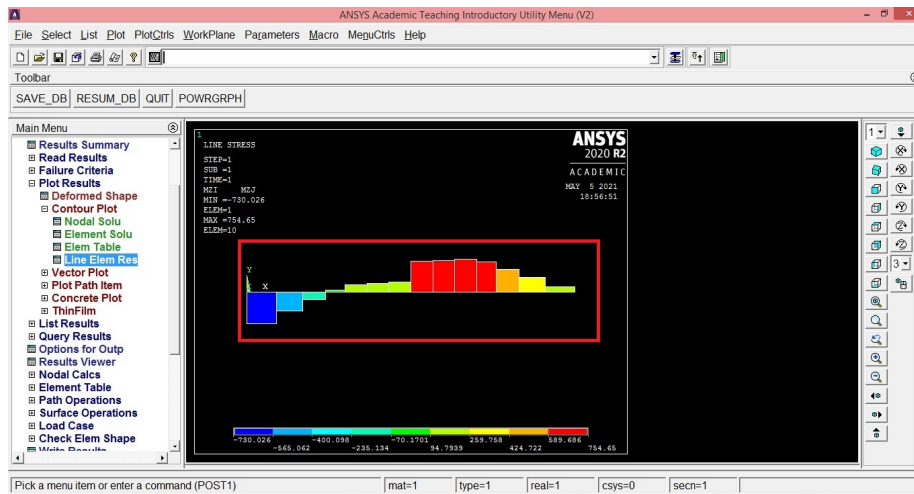 ANSYS Academic Teaching Introductory Utility Menu (V2)
File Select List Plot PlotCtrls WorkPlane Parameters Macro MenuCtrls Help
Toolbar
SAVE_DB RESUM_DB QUIT POWRGRPH
Main Menu
Results Summary
Read Results
Failure Criteria
Plot Results
Deformed Shape
Contour Plot
Nodal Solu
Element Solu
Elem Table
Line Elem Res
Vector Plot
Plot Path Item
Concrete Plot
ThinFilm
List Results
Query Results
Options for Outp
Results Viewer
Nodal Calcs
Element Table
Path Operations
Surface Operations
Load Case
Check Elem Shape
Write Results
1
LINE STRESS
STEP=1
SUB =1
TIME=1
MZI MZJ
MIN =-730.026
ELEM=1
MAX =754.65
ELEM=10
ANSYS
2020 R2
ACADEMIC
MAY 5 2021
18:56:51
Y
X
-730.026 -400.098 -70.1701 259.758 589.686
-565.062 -235.134 94.7939 424.722 754.65
1
3
Pick a menu item or enter a command (POST1) mat=1 type=1 real=1 csys=0 secn=1